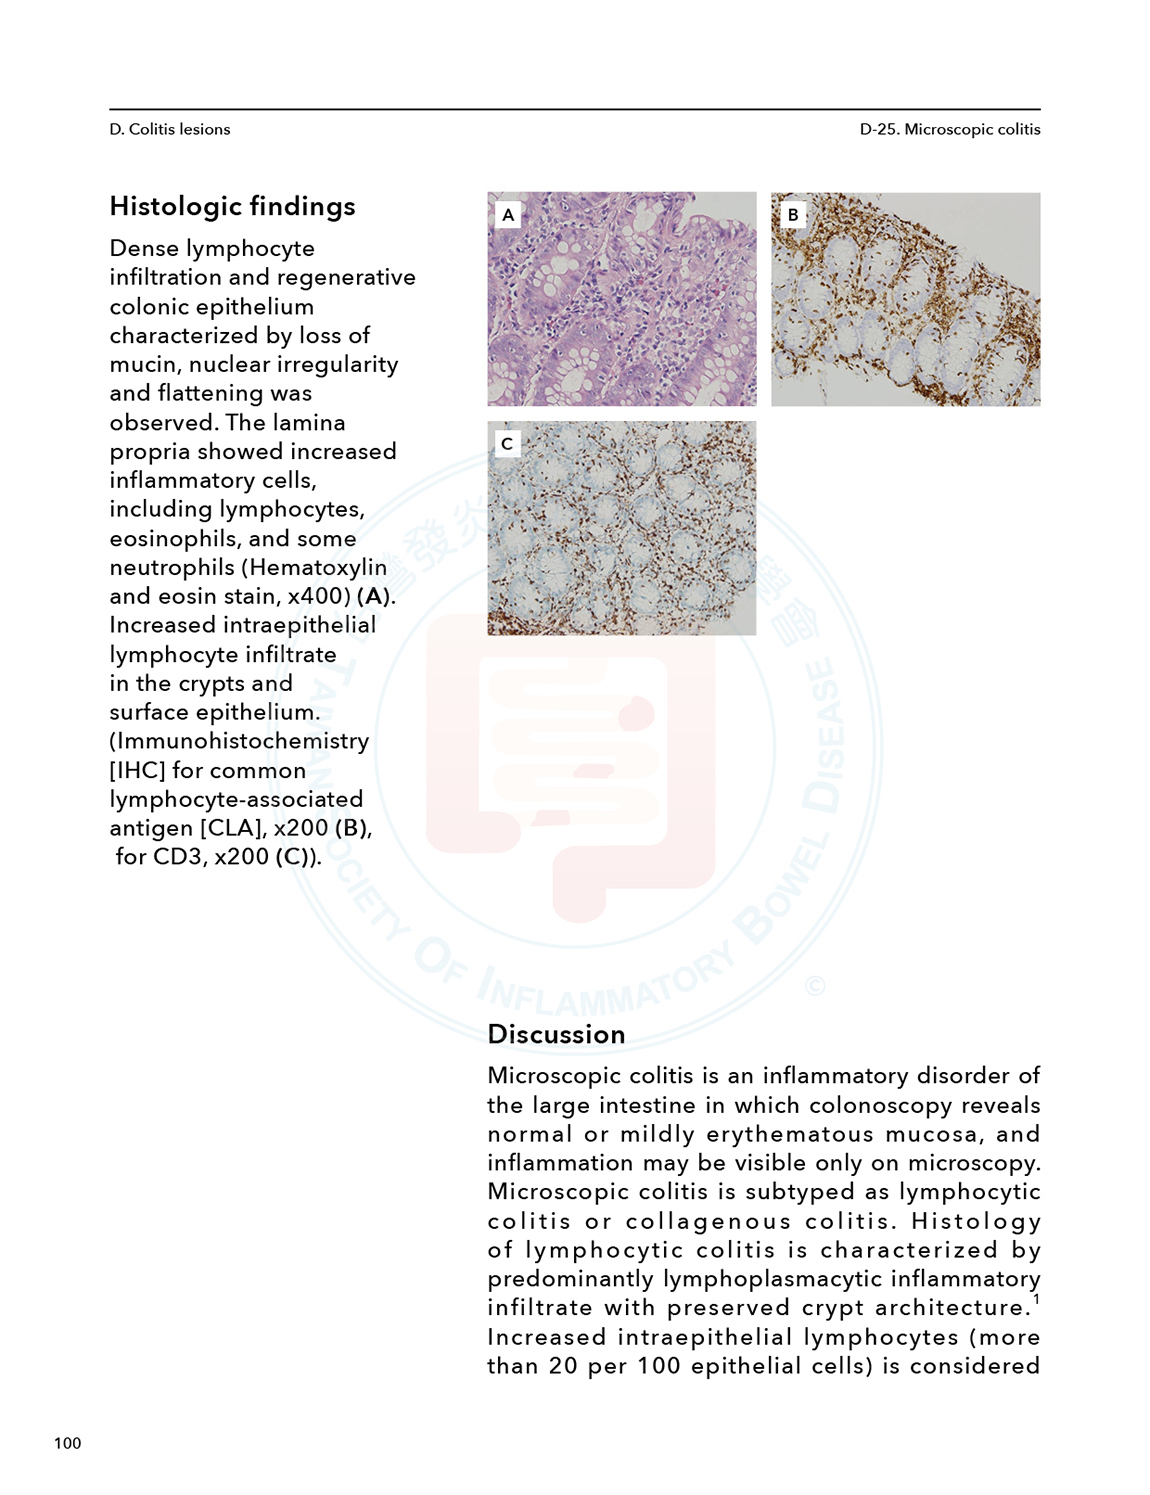 D. Colitis lesions
D-25. Microscopic colitis
Histologic findings
Dense lymphocyte
infiltration and regenerative
colonic epithelium
characterized by loss of
mucin, nuclear irregularity
and flattening was
observed. The lamina
propria showed increased
inflammatory cells,
including lymphocytes,
eosinophils, and some
neutrophils (Hematoxylin
and eosin stain, x400) (A).
Increased intraepithelial
lymphocyte infiltrate
in the crypts and
surface epithelium.
(Immunohistochemistry
[IHC] for common
lymphocyte-associated
antigen [CLA], x200 (B),
for CD3, x200 (C)).
A
B
C
灣發炎
學會
TAIWAN SOCIETY OF INFLAMMATORY BOWEL DISEASE
©
Discussion
Microscopic colitis is an inflammatory disorder of
the large intestine in which colonoscopy reveals
normal or mildly erythematous mucosa, and
inflammation may be visible only on microscopy.
Microscopic colitis is subtyped as lymphocytic
colitis or collagenous colitis. Histology
of lymphocytic colitis is characterized by
predominantly lymphoplasmacytic inflammatory
infiltrate with preserved crypt architecture.1
Increased intraepithelial lymphocytes (more
than 20 per 100 epithelial cells) is considered
100